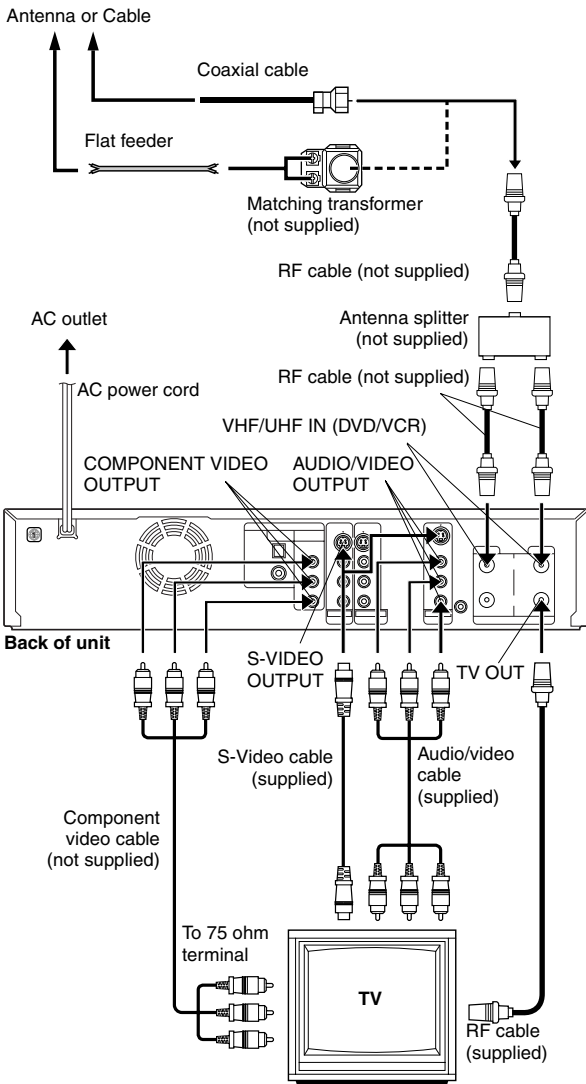 Antenna or Cable
Coaxial cable
Flat feeder
Matching transformer
(not supplied)
RF cable (not supplied)
AC outlet
Antenna splitter
(not supplied)
AC power cord
RF cable (not supplied)
VHF/UHF IN (DVD/VCR)
COMPONENT VIDEO
OUTPUT
AUDIO/VIDEO
OUTPUT
Back of unit
S-VIDEO
OUTPUT
TV OUT
S-Video cable
(supplied)
Audio/video
cable
(supplied)
Component
video cable
(not supplied)
To 75 ohm
terminal
TV
RF cable
(supplied)